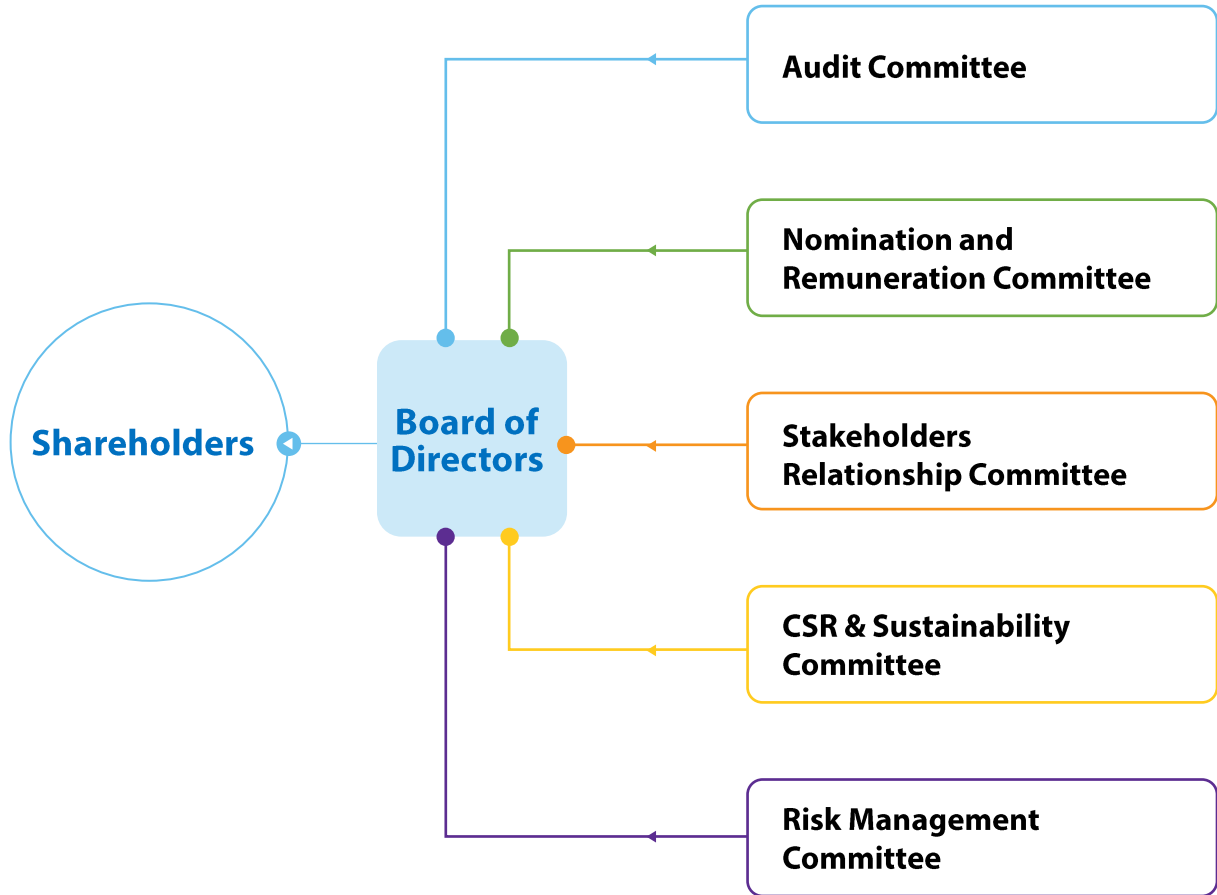 Audit Committee
Nomination and
Remuneration Committee
Shareholders
Board of
Directors
Stakeholders
Relationship Committee
CSR & Sustainability
Committee
Risk Management
Committee